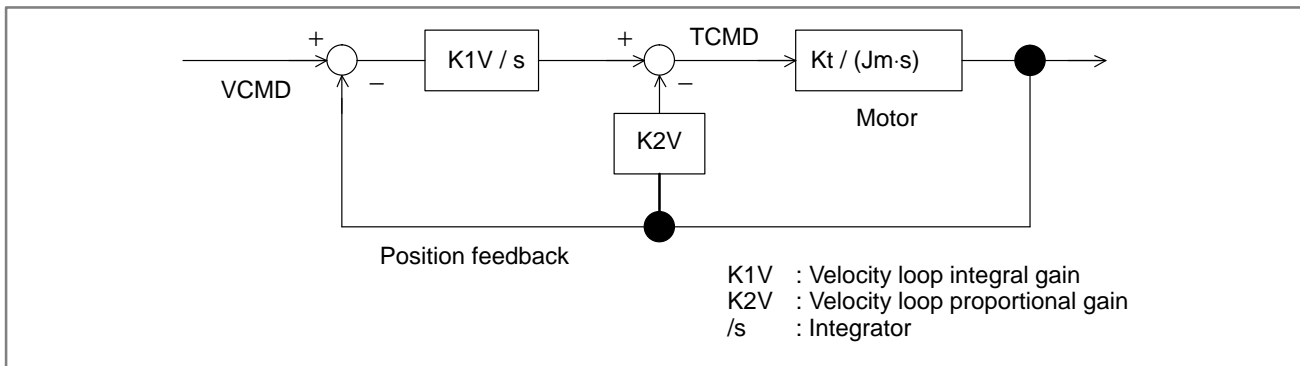 +
VCMD
−
K1V / s
+
TCMD
−
Kt / (Jm·s)
Motor
K2V
Position feedback
K1V : Velocity loop integral gain
K2V : Velocity loop proportional gain
/s : Integrator